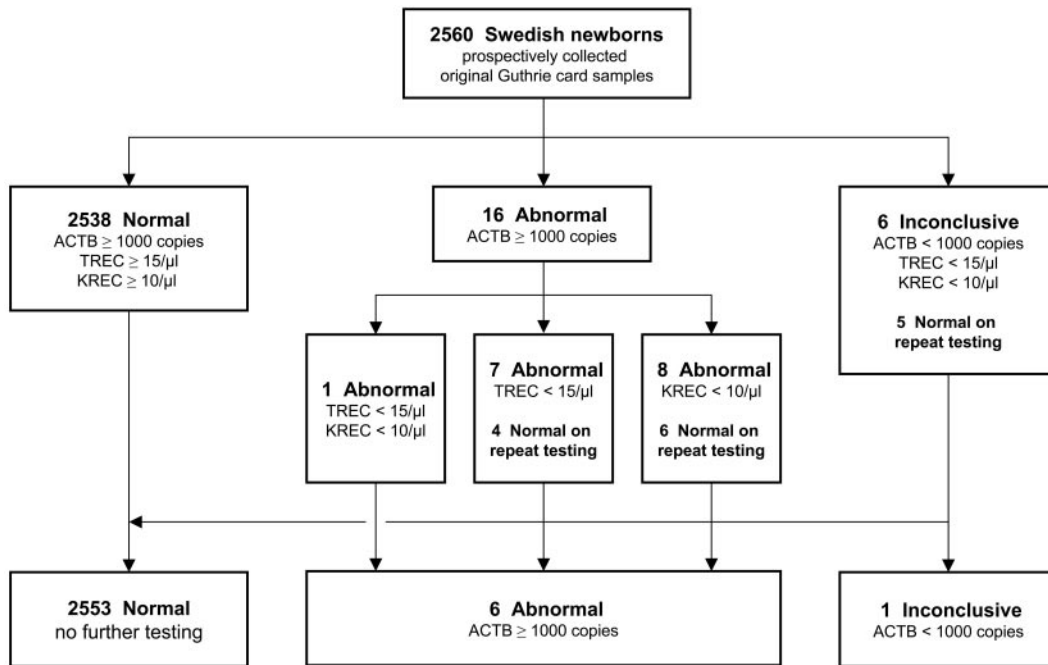 2560 Swedish newborns
prospectively collected
original Guthrie card samples
2538 Normal
ACTB ≥ 1000 copies
TREC ≥ 15/µl
KREC ≥ 10/µl
16 Abnormal
ACTB ≥ 1000 copies
6 Inconclusive
ACTB < 1000 copies
TREC < 15/µl
KREC < 10/µl
5 Normal on
repeat testing
1 Abnormal
TREC < 15/µl
KREC < 10/µl
7 Abnormal
TREC < 15/µl
4 Normal on
repeat testing
8 Abnormal
KREC < 10/µl
6 Normal on
repeat testing
2553 Normal
no further testing
6 Abnormal
ACTB ≥ 1000 copies
1 Inconclusive
ACTB < 1000 copies